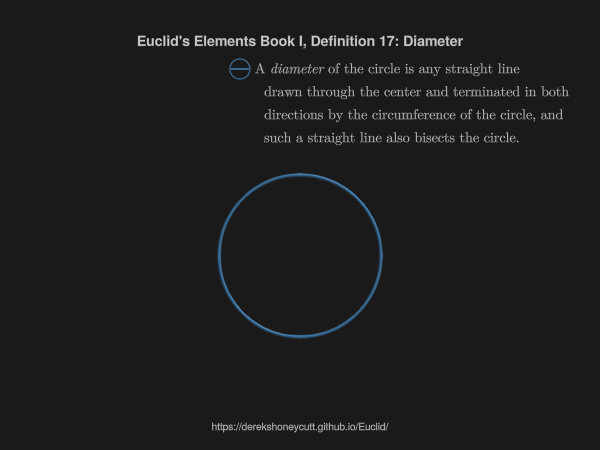 Euclid's Elements Book I, Definition 17: Diameter
A diameter of the circle is any straight line
drawn through the center and terminated in both
directions by the circumference of the circle, and
such a straight line also bisects the circle.
https://derekshoneycutt.github.io/Euclid/